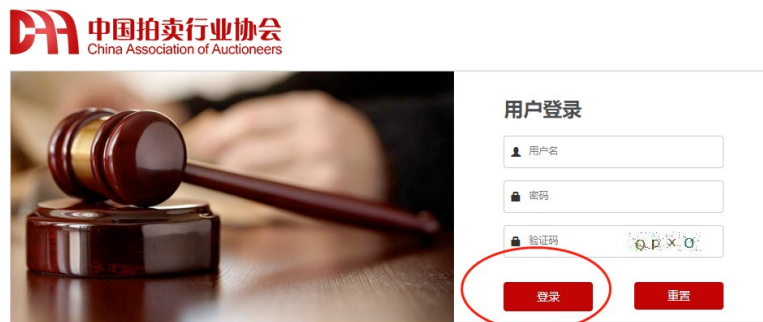 中国拍卖行业协会
China Association of Auctioneers
用户登录
用户名
密码
验证码
登录 重置